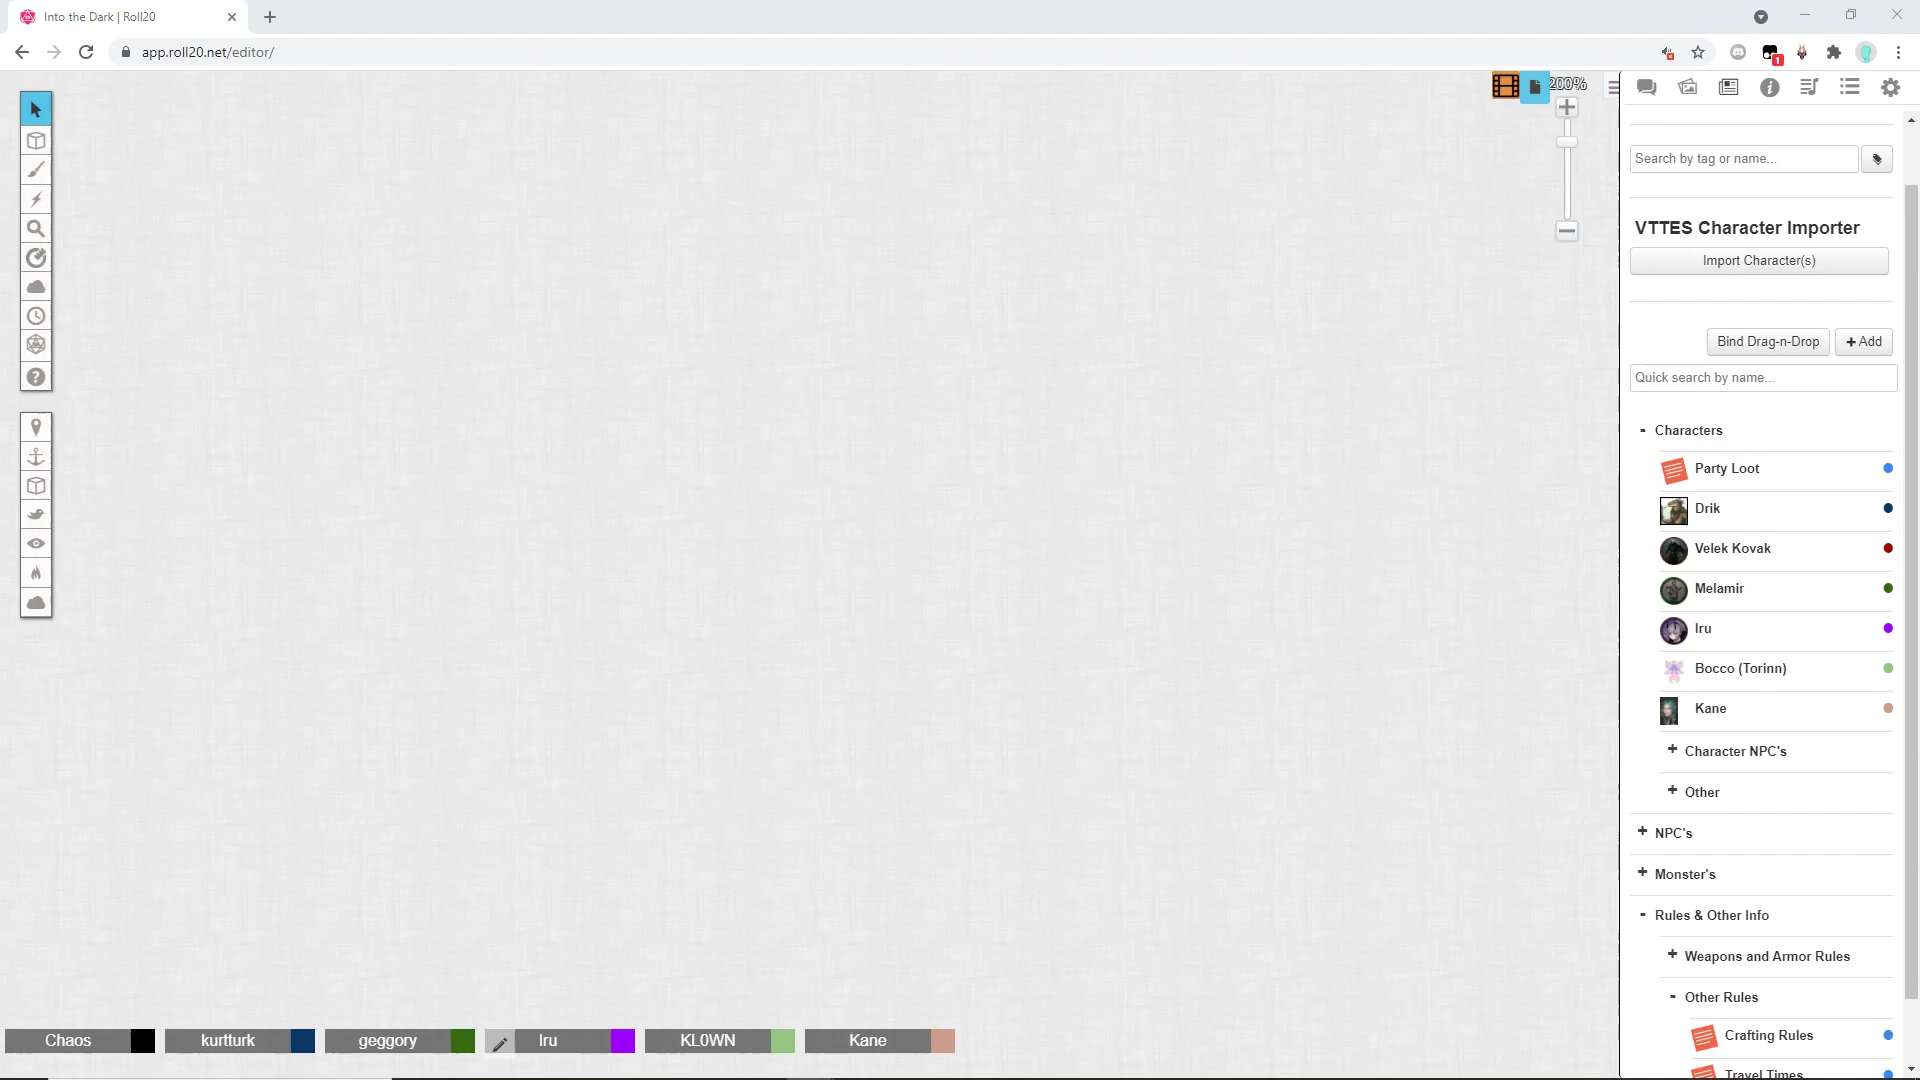 Into the Dark | Roll20
app.roll20.net/editor/
1
200%
Search by tag or name...
VTTES Character Importer
Import Character(s)
Bind Drag-n-Drop
+ Add
Quick search by name...
- Characters
Party Loot
Drik
Velek Kovak
Melamir
Iru
Bocco (Torinn)
Kane
+ Character NPC's
+ Other
+ NPC's
+ Monster's
- Rules & Other Info
+ Weapons and Armor Rules
- Other Rules
Crafting Rules
Travel Times
Chaos
kurtturk
geggory
Iru
KL0WN
Kane